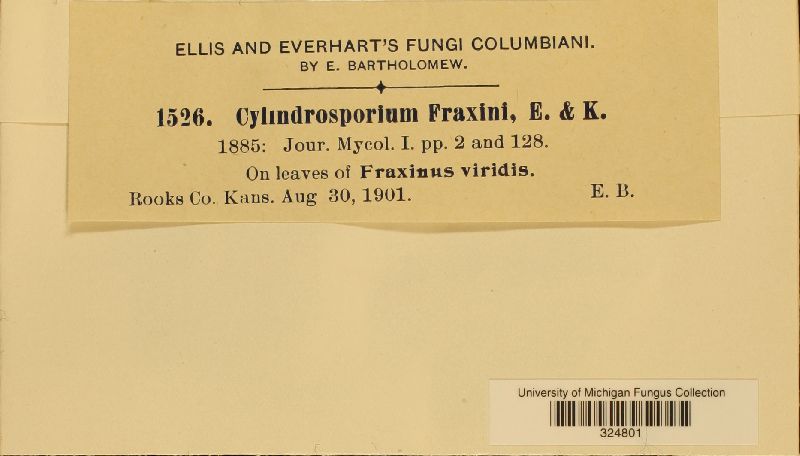 ELLIS AND EVERHART'S FUNGI COLUMBIANI.
BY E. BARTHOLOMEW.
1526. Cylindrosporium Fraxini, E. & K.
1885: Jour. Mycol. I. pp. 2 and 128.
On leaves of Fraxinus viridis.
Rooks Co. Kans. Aug 30, 1901. E. B.
University of Michigan Fungus Collection
324801